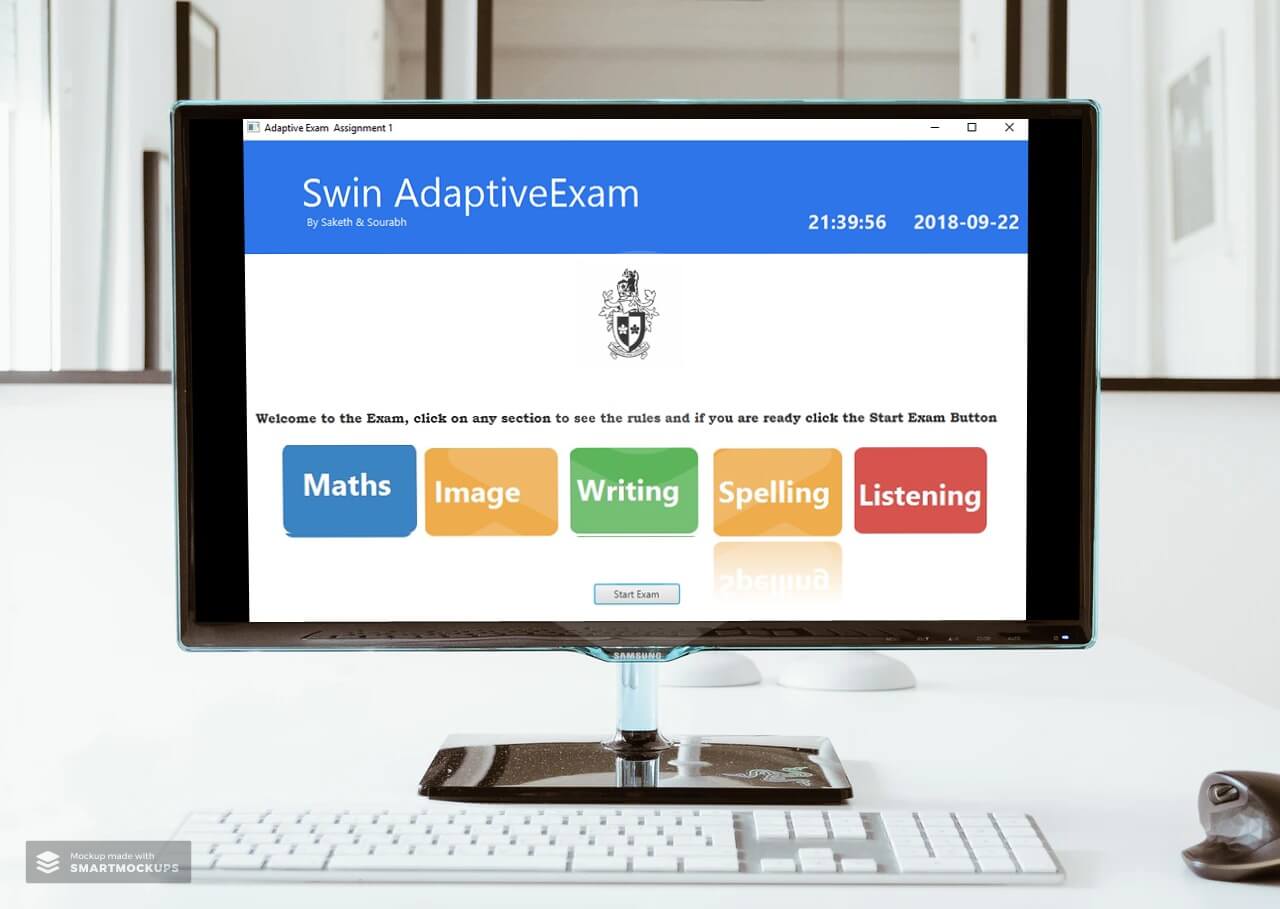 Adaptive Exam Assignment 1
Swin AdaptiveExam
By Saketh & Sourabh
21:39:56 2018-09-22
Welcome to the Exam, click on any section to see the rules and if you are ready click the Start Exam Button
Maths Image Writing Spelling Listening
Spelling
Start Exam
SAMSUNG
Mockup made with
SMARTMOCKUPS